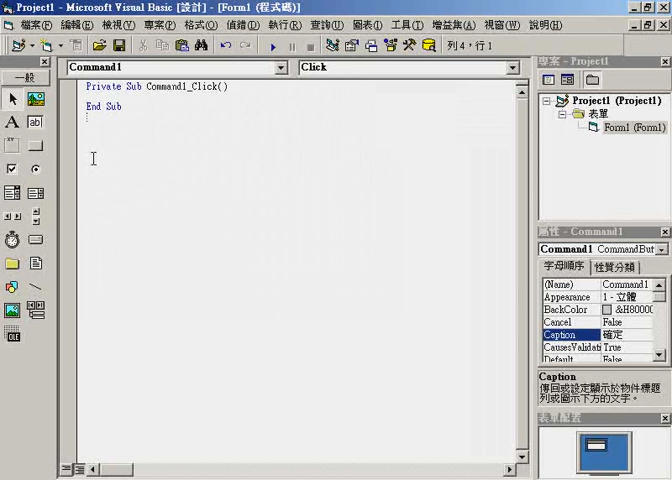 Project1 - Microsoft Visual Basic [設計] - [Form1 (程式碼)]
檔案(F) 編輯(E) 檢視(V) 專案(P) 格式(O) 偵錯(D) 執行(R) 查詢(U) 圖表(I) 工具(T) 增益集(A) 視窗(W) 說明(H)
列 4，行 1
一般
A
ab
OLE
Command1
Click
Private Sub Command1_Click()
End Sub
專案 - Project1
Project1 (Project1)
表單
Form1 (Form1)
屬性 - Command1
Command1 CommandBut
字母順序 性質分類
(Name) Command1
Appearance 1 - 立體
BackColor &H80000
Cancel False
Caption 確定
CausesValidati True
Default False
Caption
傳回或設定顯示於物件標題
列或圖示下方的文字。
表單配置